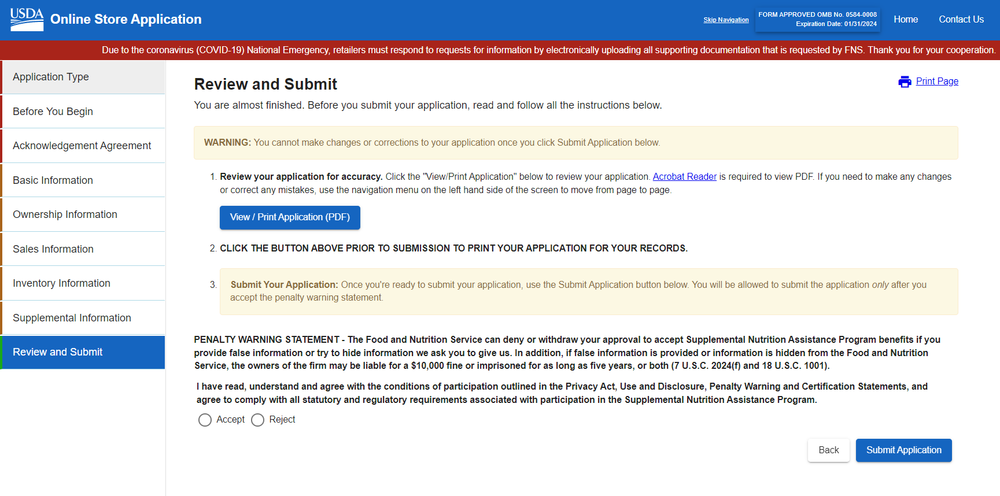 USDA
Online Store Application
Skip Navigation
FORM APPROVED OMB No. 0584-0008
Expiration Date: 01/31/2024
Home
Contact Us
Due to the coronavirus (COVID-19) National Emergency, retailers must respond to requests for information by electronically uploading all supporting documentation that is requested by FNS. Thank you for your cooperation.
Application Type
Before You Begin
Acknowledgement Agreement
Basic Information
Ownership Information
Sales Information
Inventory Information
Supplemental Information
Review and Submit
Review and Submit
Print Page
You are almost finished. Before you submit your application, read and follow all the instructions below.
WARNING: You cannot make changes or corrections to your application once you click Submit Application below.
1. Review your application for accuracy. Click the "View/Print Application" below to review your application. Acrobat Reader is required to view PDF. If you need to make any changes
or correct any mistakes, use the navigation menu on the left hand side of the screen to move from page to page.
View / Print Application (PDF)
2. CLICK THE BUTTON ABOVE PRIOR TO SUBMISSION TO PRINT YOUR APPLICATION FOR YOUR RECORDS.
3. Submit Your Application: Once you're ready to submit your application, use the Submit Application button below. You will be allowed to submit the application only after you
accept the penalty warning statement.
PENALTY WARNING STATEMENT - The Food and Nutrition Service can deny or withdraw your approval to accept Supplemental Nutrition Assistance Program benefits if you
provide false information or try to hide information we ask you to give us. In addition, if false information is provided or information is hidden from the Food and Nutrition
Service, the owners of the firm may be liable for a $10,000 fine or imprisoned for as long as five years, or both (7 U.S.C. 2024(f) and 18 U.S.C. 1001).
I have read, understand and agree with the conditions of participation outlined in the Privacy Act, Use and Disclosure, Penalty Warning and Certification Statements, and
agree to comply with all statutory and regulatory requirements associated with participation in the Supplemental Nutrition Assistance Program.
Accept
Reject
Back
Submit Application